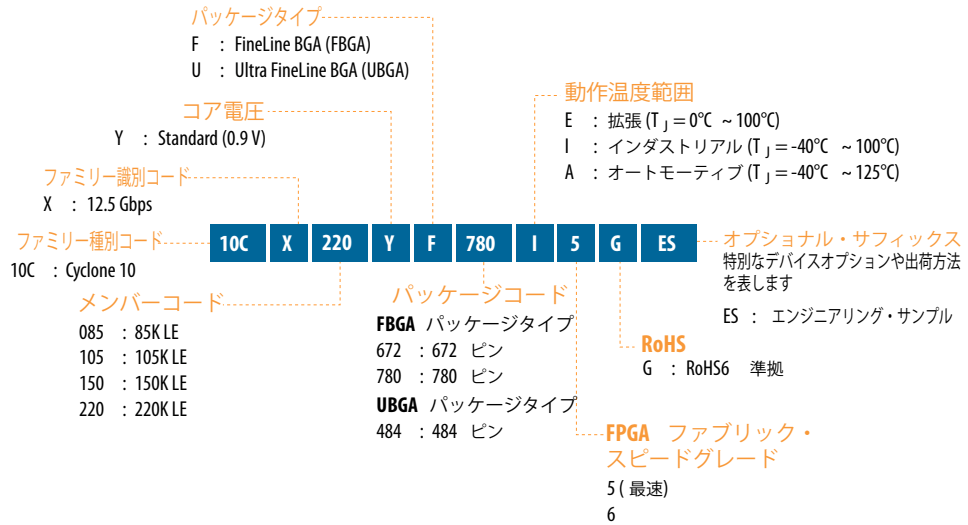 パッケージタイプ
F : FineLine BGA (FBGA)
U : Ultra FineLine BGA (UBGA)
コア電圧
Y : Standard (0.9 V)
ファミリー識別コード
X : 12.5 Gbps
ファミリー種別コード
10C : Cyclone 10
動作温度範囲
E : 拡張 (T J = 0°C ~ 100°C)
I : インダストリアル (T J = -40°C ~ 100°C)
A : オートモーティブ (T J = -40°C ~ 125°C)
10C X 220 Y F 780 I 5 G ES
オプショナル・サフィックス
特別なデバイスオプションや出荷方法
を表します
ES : エンジニアリング・サンプル
メンバーコード
085 : 85K LE
105 : 105K LE
150 : 150K LE
220 : 220K LE
パッケージコード
FBGA パッケージタイプ
672 : 672 ピン
780 : 780 ピン
UBGA パッケージタイプ
484 : 484 ピン
RoHS
G : RoHS6 準拠
FPGA ファブリック・
スピードグレード
5 ( 最速)
6